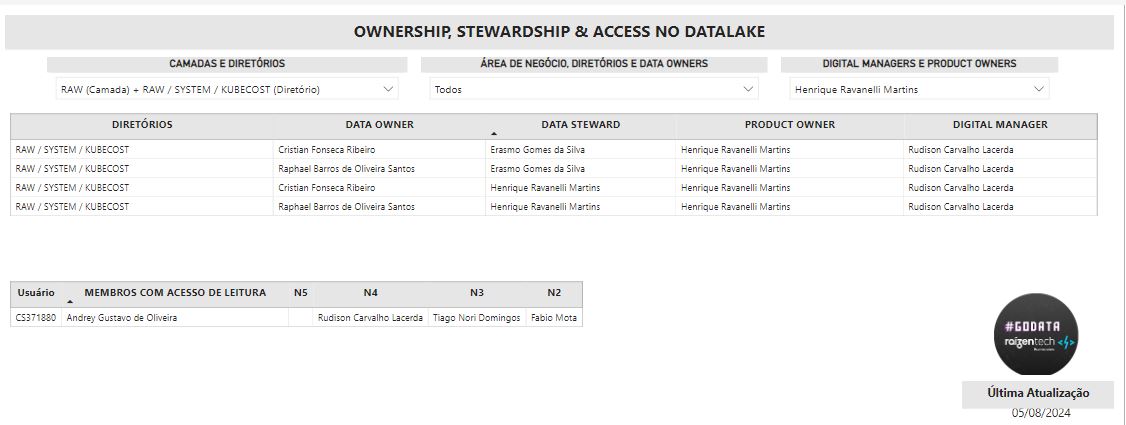 OWNERSHIP, STEWARDSHIP & ACCESS NO DATALAKE
CAMADAS E DIRETÓRIOS ÁREA DE NEGÓCIO, DIRETÓRIOS E DATA OWNERS DIGITAL MANAGERS E PRODUCT OWNERS
RAW (Camada) + RAW / SYSTEM / KUBECOST (Diretório) Todos Henrique Ravanelli Martins
DIRETÓRIOS DATA OWNER DATA STEWARD PRODUCT OWNER DIGITAL MANAGER
RAW / SYSTEM / KUBECOST Cristian Fonseca Ribeiro Erasmo Gomes da Silva Henrique Ravanelli Martins Rudison Carvalho Lacerda
RAW / SYSTEM / KUBECOST Raphael Barros de Oliveira Santos Erasmo Gomes da Silva Henrique Ravanelli Martins Rudison Carvalho Lacerda
RAW / SYSTEM / KUBECOST Cristian Fonseca Ribeiro Henrique Ravanelli Martins Henrique Ravanelli Martins Rudison Carvalho Lacerda
RAW / SYSTEM / KUBECOST Raphael Barros de Oliveira Santos Henrique Ravanelli Martins Henrique Ravanelli Martins Rudison Carvalho Lacerda
Usuário MEMBROS COM ACESSO DE LEITURA N5 N4 N3 N2
CS371880 Andrey Gustavo de Oliveira Rudison Carvalho Lacerda Tiago Nori Domingos Fabio Mota
#GODATA
raízentech </>
Última Atualização
05/08/2024